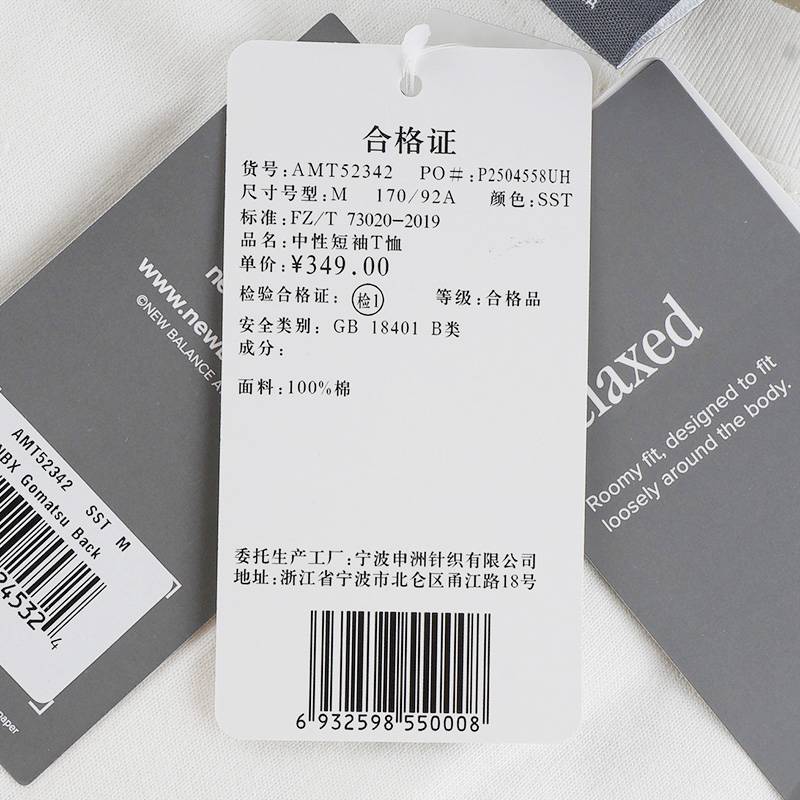 合格证
货号:AMT52342 PO#:P2504558UH
尺寸号型:M 170/92A 颜色:SST
标准:FZ/T 73020-2019
品名:中性短袖T恤
单价:¥349.00
检验合格证: 检1 等级:合格品
安全类别: GB 18401 B类
成分:
面料:100%棉
委托生产工厂:宁波申洲针织有限公司
地址:浙江省宁波市北仑区甬江路18号
6 932598 550008
www.newb
©NEW BALANCE
AMT52342 SST M
NBX Gomatsu Back
4532 4
laxed
Roomy fit, designed to fit
loosely around the body.